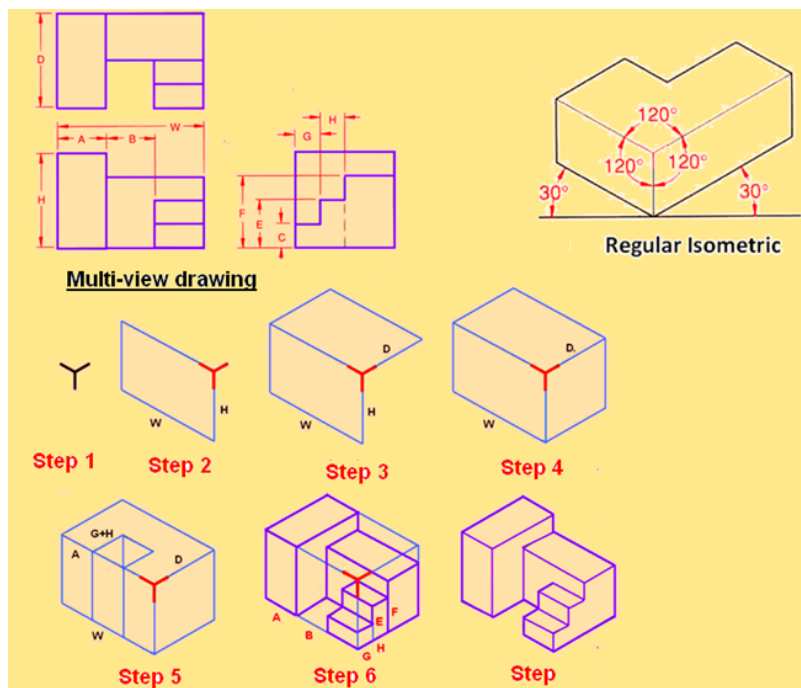 D
W
A
B
H
H
G
F
E
C
Multi-view drawing
120°
120°
120°
30°
30°
Regular Isometric
Step 1
W
H
Step 2
D
W
H
Step 3
D.
W
Step 4
G+H
A
D
W
Step 5
A
B
E
F
G
H
Step 6
Step